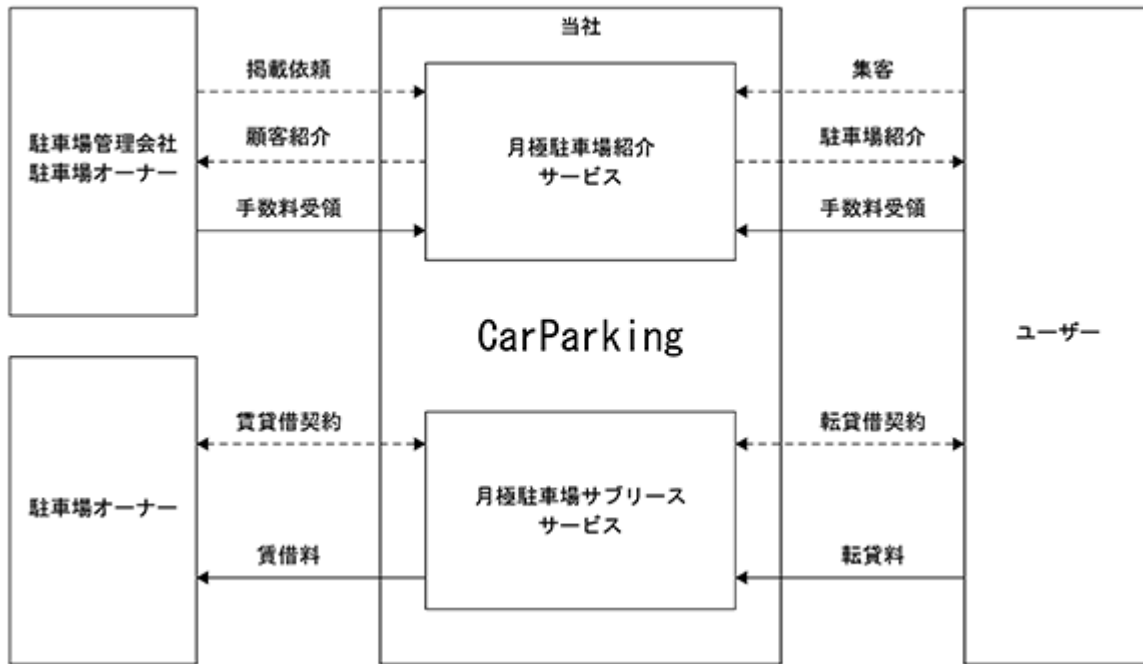 当社
掲載依頼
集客
駐車場管理会社
駐車場オーナー
顧客紹介
月極駐車場紹介
サービス
駐車場紹介
手数料受領
手数料受領
CarParking
ユーザー
賃貸借契約
転貸借契約
駐車場オーナー
月極駐車場サブリース
サービス
賃借料
転貸料